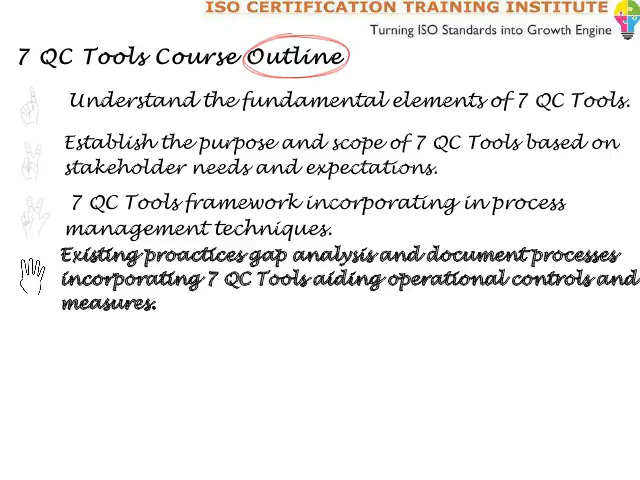 ISO CERTIFICATION TRAINING INSTITUTE
Turning ISO Standards into Growth Engine
7 QC Tools Course Outline
Understand the fundamental elements of 7 QC Tools.
Establish the purpose and scope of 7 QC Tools based on
stakeholder needs and expectations.
7 QC Tools framework incorporating in process
management techniques.
Existing proactices gap analysis and document processes
incorporating 7 QC Tools aiding operational controls and
measures.